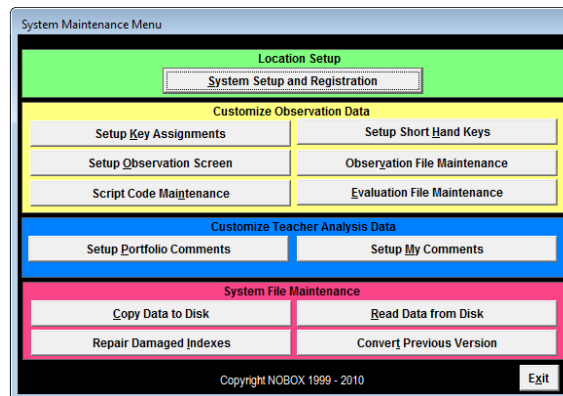 System Maintenance Menu
Location Setup
System Setup and Registration
Customize Observation Data
Setup Key Assignments
Setup Short Hand Keys
Setup Observation Screen
Observation File Maintenance
Script Code Maintenance
Evaluation File Maintenance
Customize Teacher Analysis Data
Setup Portfolio Comments
Setup My Comments
System File Maintenance
Copy Data to Disk
Read Data from Disk
Repair Damaged Indexes
Convert Previous Version
Copyright NOBOX 1999 - 2010
Exit